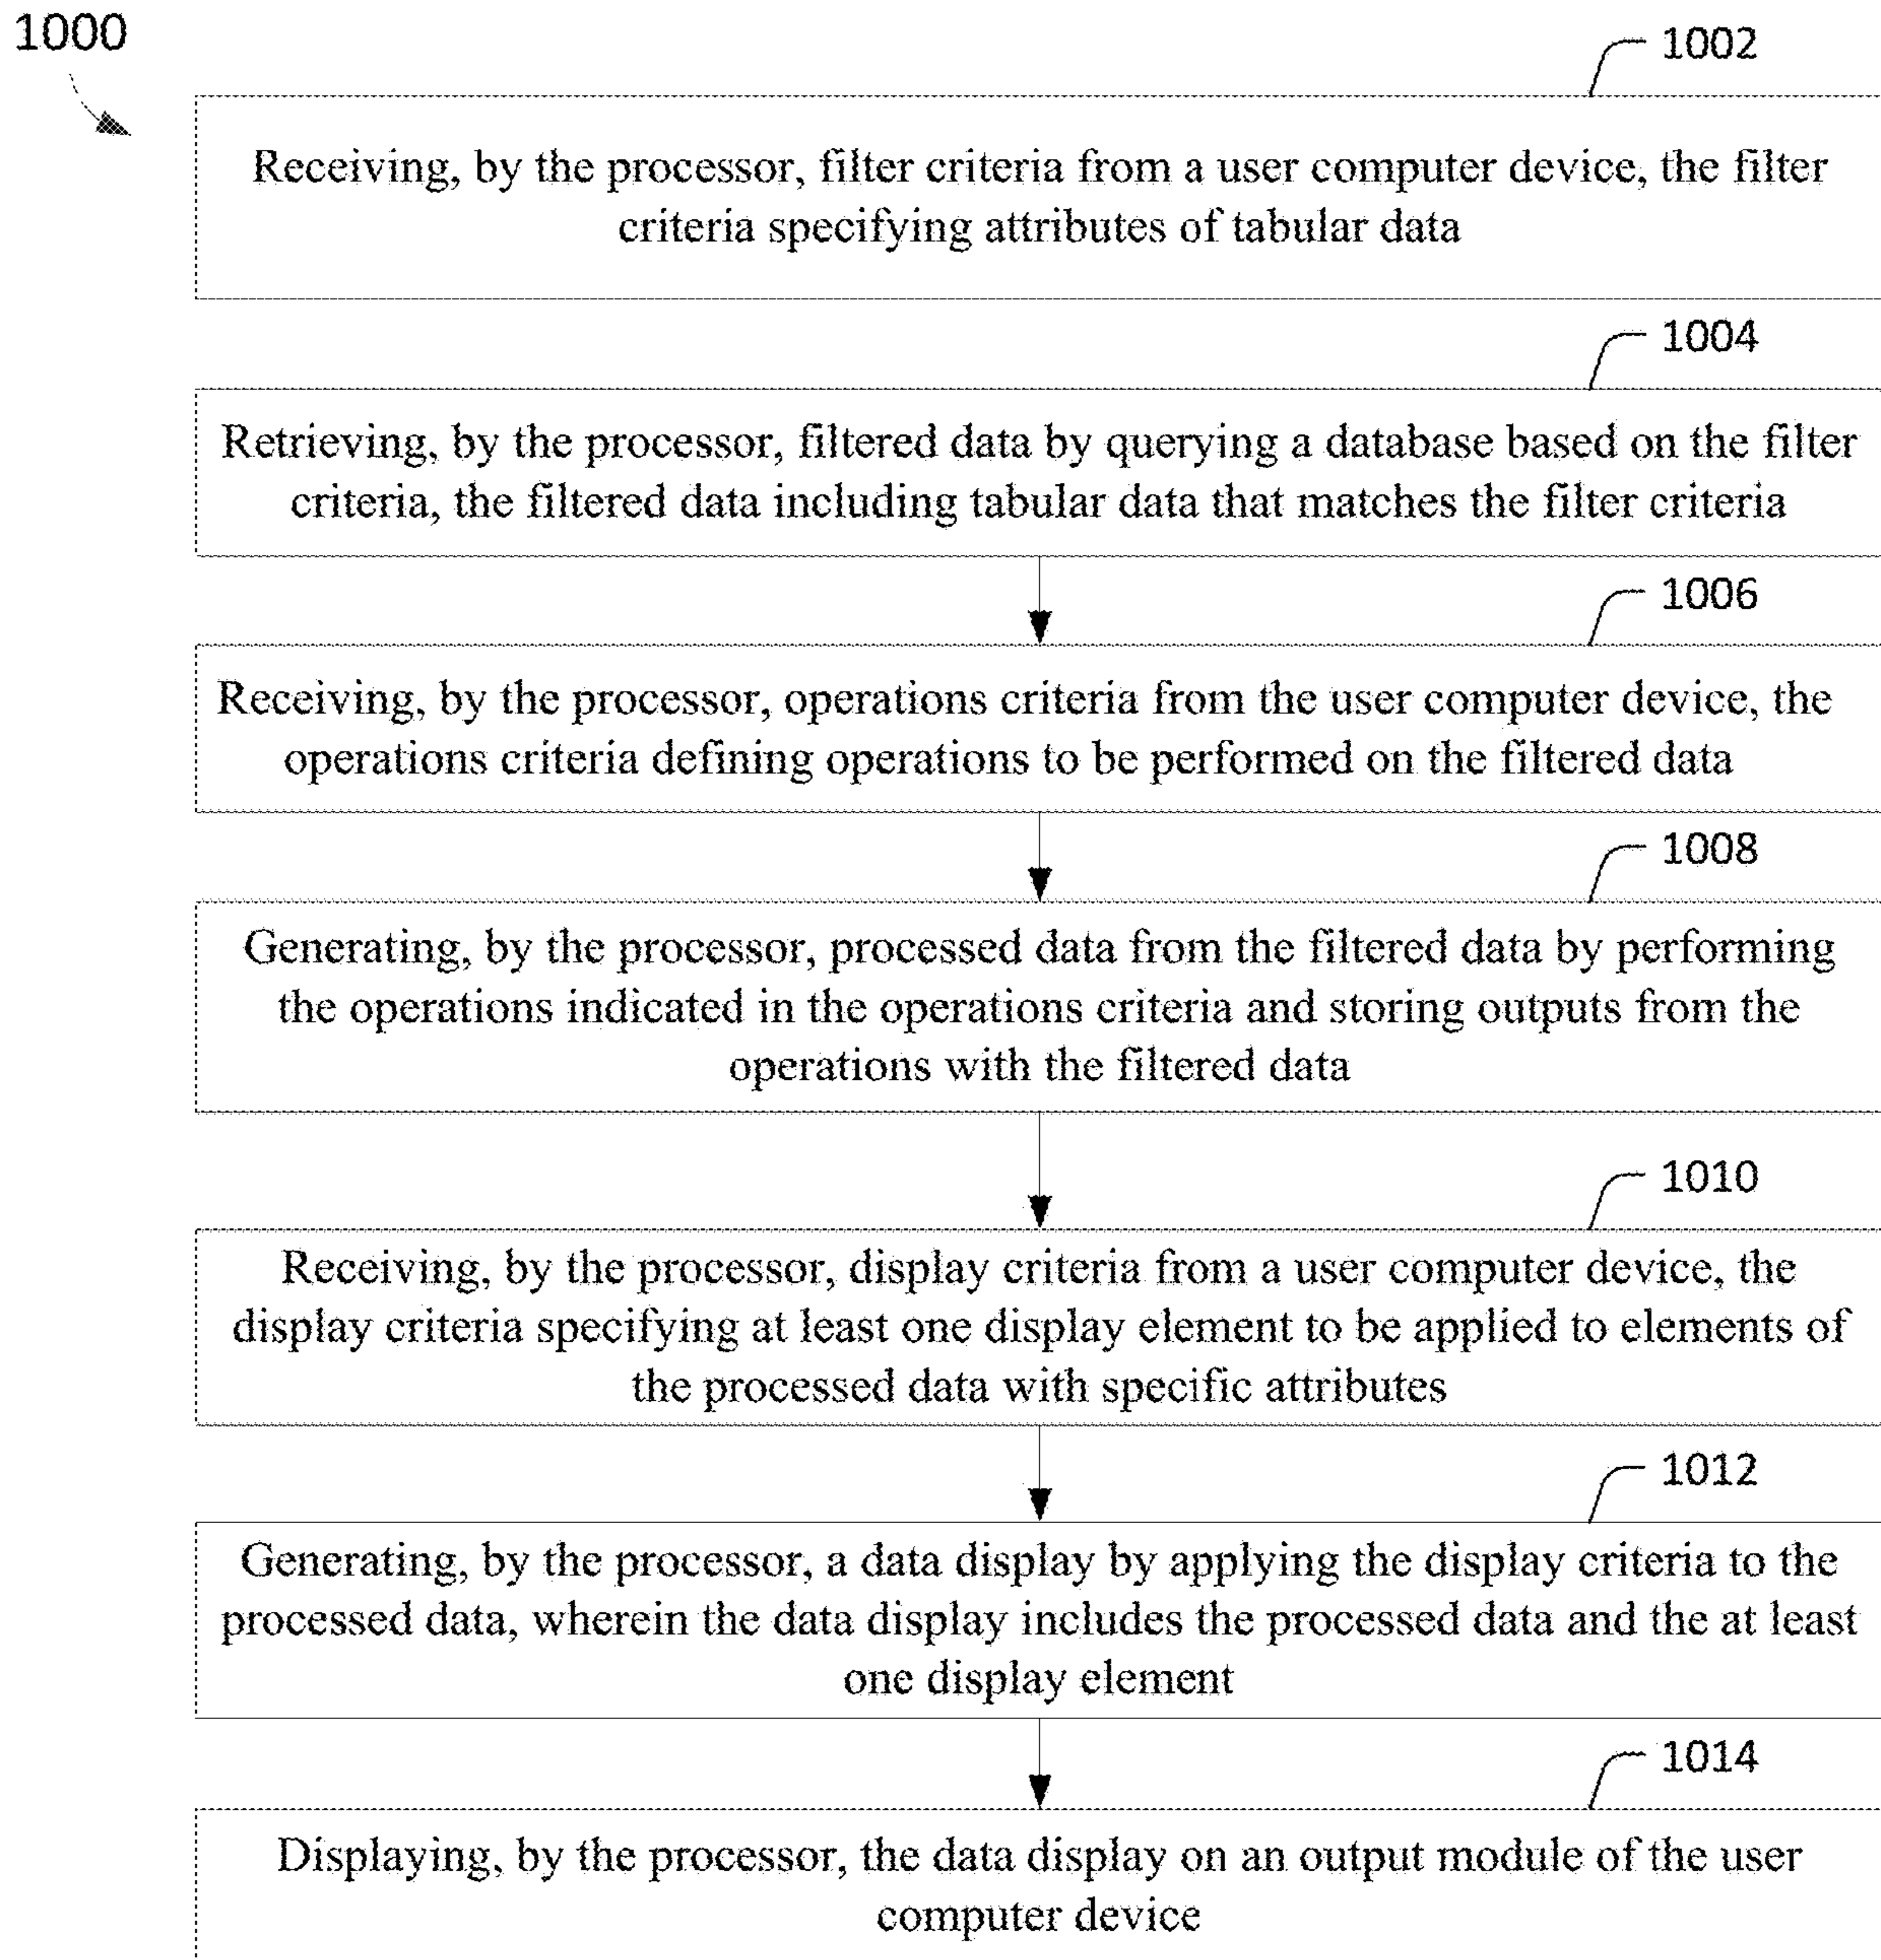 1000
1002
Receiving, by the processor, filter criteria from a user computer device, the filter
criteria specifying attributes of tabular data
1004
Retrieving, by the processor, filtered data by querying a database based on the filter
criteria, the filtered data including tabular data that matches the filter criteria
1006
Receiving, by the processor, operations criteria from the user computer device, the
operations criteria defining operations to be performed on the filtered data
1008
Generating, by the processor, processed data from the filtered data by performing
the operations indicated in the operations criteria and storing outputs from the
operations with the filtered data
1010
Receiving, by the processor, display criteria from a user computer device, the
display criteria specifying at least one display element to be applied to elements of
the processed data with specific attributes
1012
Generating, by the processor, a data display by applying the display criteria to the
processed data, wherein the data display includes the processed data and the at least
one display element
1014
Displaying, by the processor, the data display on an output module of the user
computer device